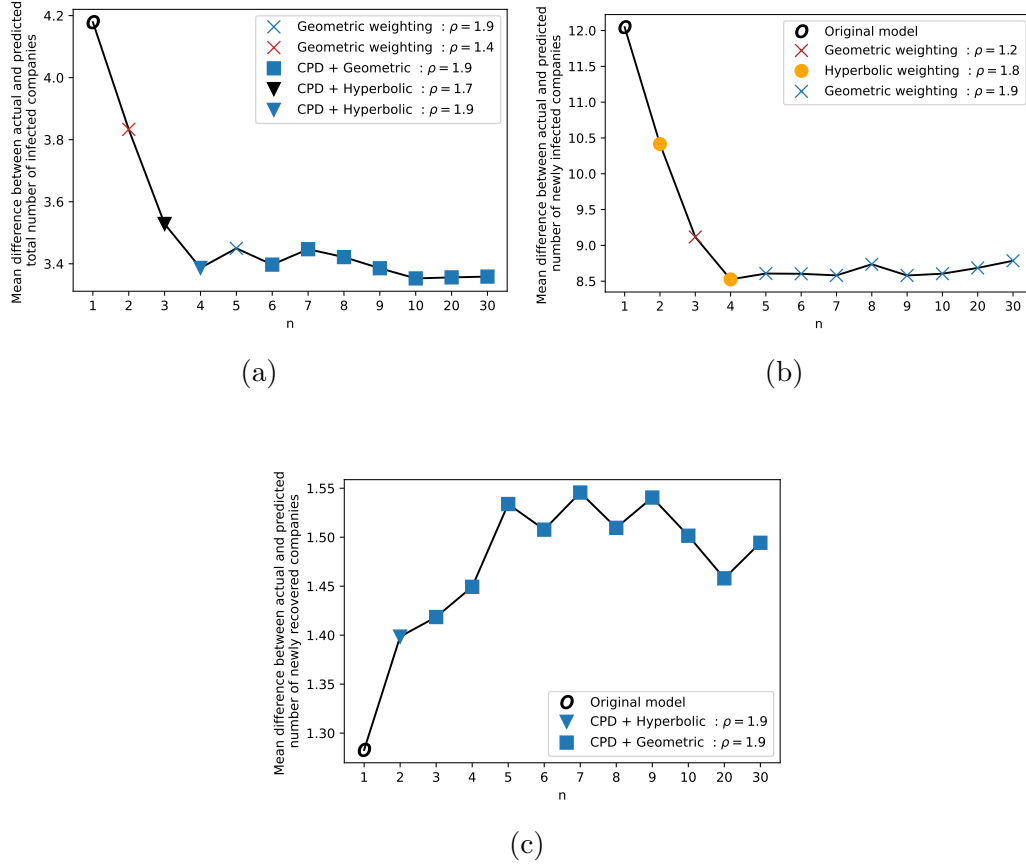 Mean difference between actual and predicted
total number of infected companies
4.2
4.0
3.8
3.6
3.4
Geometric weighting : ρ = 1.9
Geometric weighting : ρ = 1.4
CPD + Geometric : ρ = 1.9
CPD + Hyperbolic : ρ = 1.7
CPD + Hyperbolic : ρ = 1.9
O
1 2 3 4 5 6 7 8 9 10 20 30
n
(a)
Mean difference between actual and predicted
number of newly infected companies
12.0
11.5
11.0
10.5
10.0
9.5
9.0
8.5
O Original model
Geometric weighting : ρ = 1.2
Hyperbolic weighting : ρ = 1.8
Geometric weighting : ρ = 1.9
O
1 2 3 4 5 6 7 8 9 10 20 30
n
(b)
Mean difference between actual and predicted
number of newly recovered companies
1.55
1.50
1.45
1.40
1.35
1.30
O Original model
CPD + Hyperbolic : ρ = 1.9
CPD + Geometric : ρ = 1.9
O
1 2 3 4 5 6 7 8 9 10 20 30
n
(c)